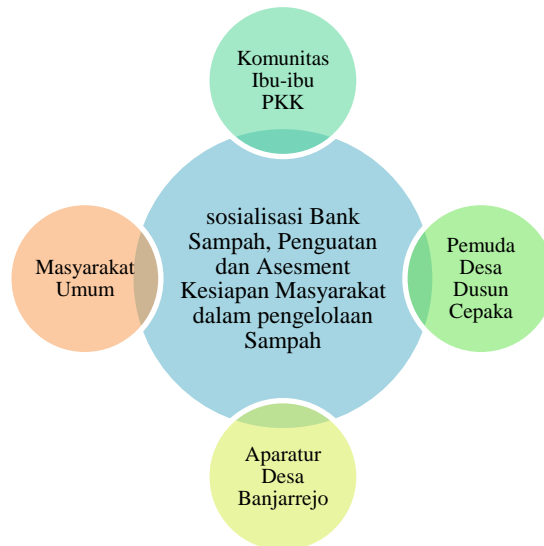 Komunitas
Ibu-ibu
PKK
sosialisasi Bank
Sampah, Penguatan
dan Asesment
Kesiapan Masyarakat
dalam pengelolaan
Sampah
Masyarakat
Umum
Pemuda
Desa
Dusun
Cepaka
Aparatur
Desa
Banjarrejo